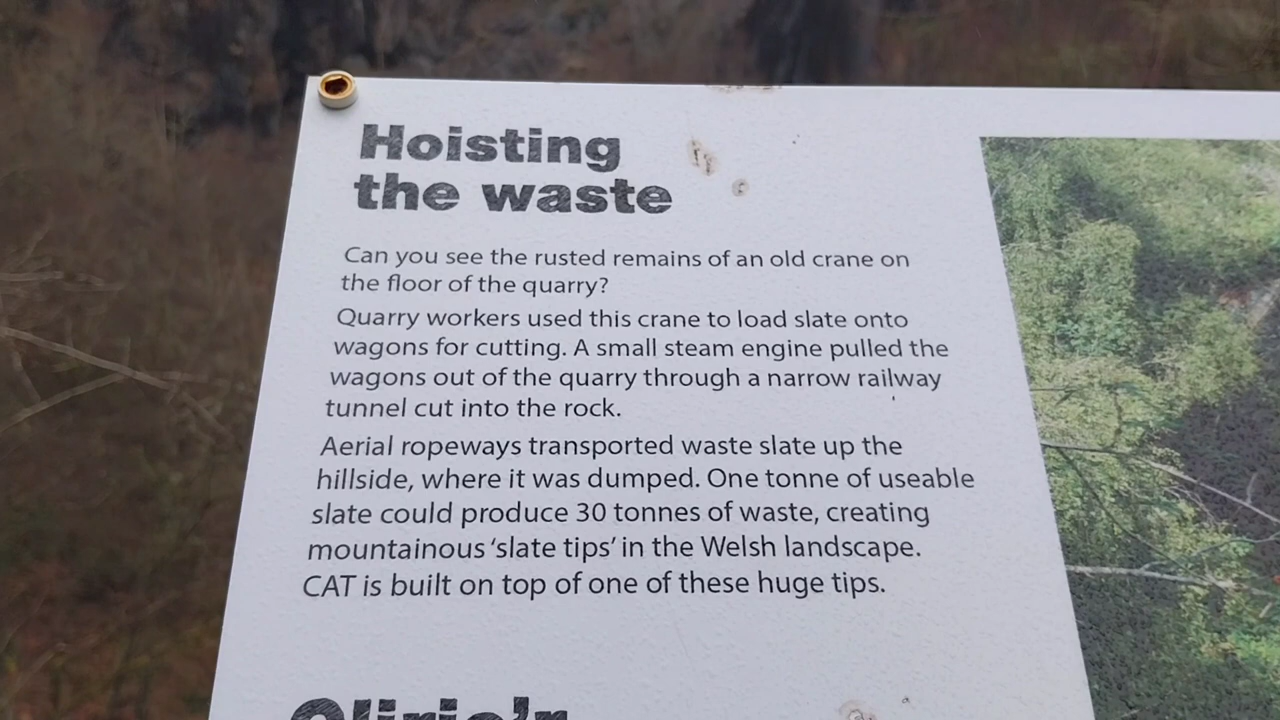 Hoisting
the waste
Can you see the rusted remains of an old crane on
the floor of the quarry?
Quarry workers used this crane to load slate onto
wagons for cutting. A small steam engine pulled the
wagons out of the quarry through a narrow railway
tunnel cut into the rock.
Aerial ropeways transported waste slate up the
hillside, where it was dumped. One tonne of useable
slate could produce 30 tonnes of waste, creating
mountainous ‘slate tips’ in the Welsh landscape.
CAT is built on top of one of these huge tips.